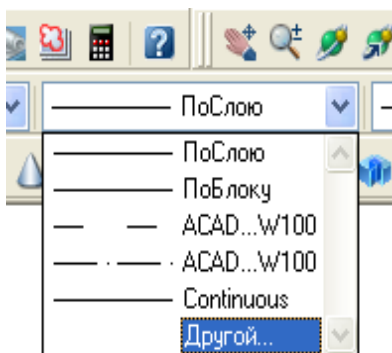 ПоСлою
ПоСлою
ПоБлоку
ACAD...W100
ACAD...W100
Continuous
Другой...